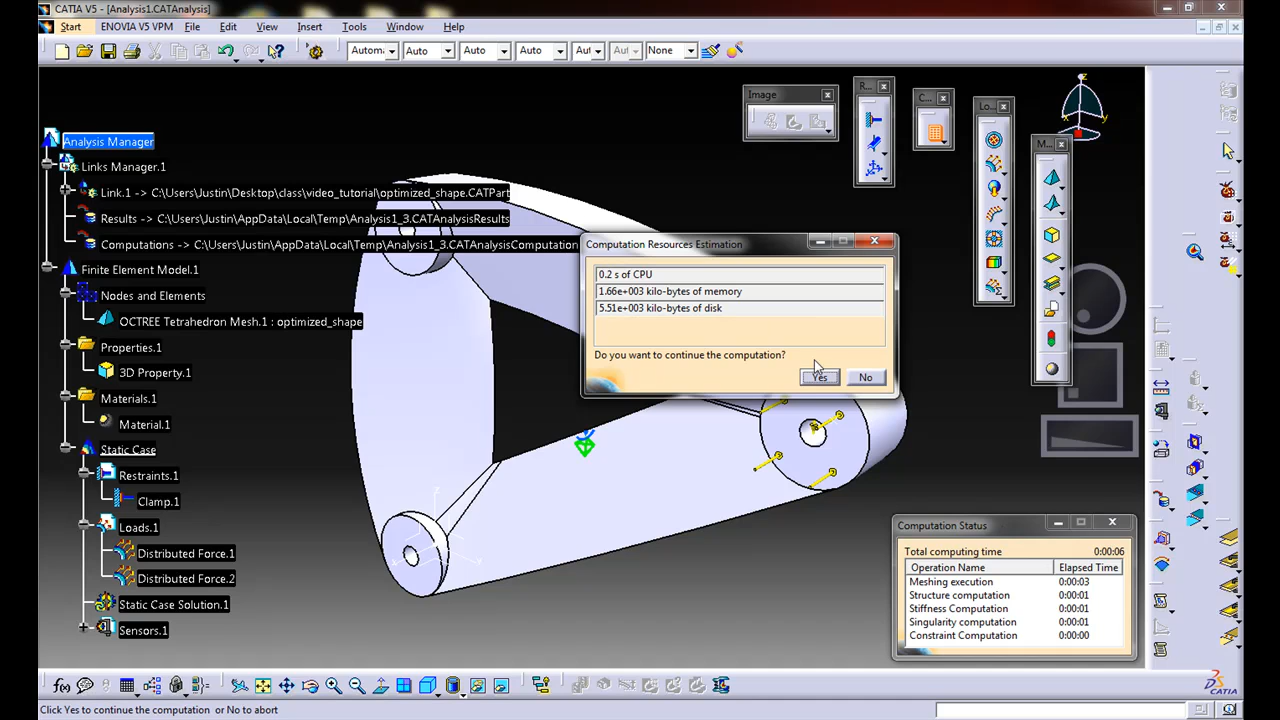 CATIA V5 - [Analysis1.CATAnalysis]
Start ENOVIA V5 VPM File Edit View Insert Tools Window Help
Automa Auto Auto Auto Aut Aut None
Image
R...
C...
Lo...
M...
z
x
y
Analysis Manager
Links Manager.1
Link.1 -> C:\Users\Justin\Desktop\class\video_tutorial\optimized_shape.CATPart
Results -> C:\Users\Justin\AppData\Local\Temp\Analysis1_3.CATAnalysisResults
Computations -> C:\Users\Justin\AppData\Local\Temp\Analysis1_3.CATAnalysisComputation
Finite Element Model.1
Nodes and Elements
OCTREE Tetrahedron Mesh.1 : optimized_shape
Properties.1
3D Property.1
Materials.1
Material.1
Static Case
Restraints.1
Clamp.1
Loads.1
Distributed Force.1
Distributed Force.2
Static Case Solution.1
Sensors.1
Computation Resources Estimation
0.2 s of CPU
1.66e+003 kilo-bytes of memory
5.51e+003 kilo-bytes of disk
Do you want to continue the computation?
Yes No
Computation Status
Total computing time 0:00:06
Operation Name Elapsed Time
Meshing execution 0:00:03
Structure computation 0:00:01
Stiffness Computation 0:00:01
Singularity computation 0:00:01
Constraint Computation 0:00:00
f(x)
DS CATIA
Click Yes to continue the computation or No to abort